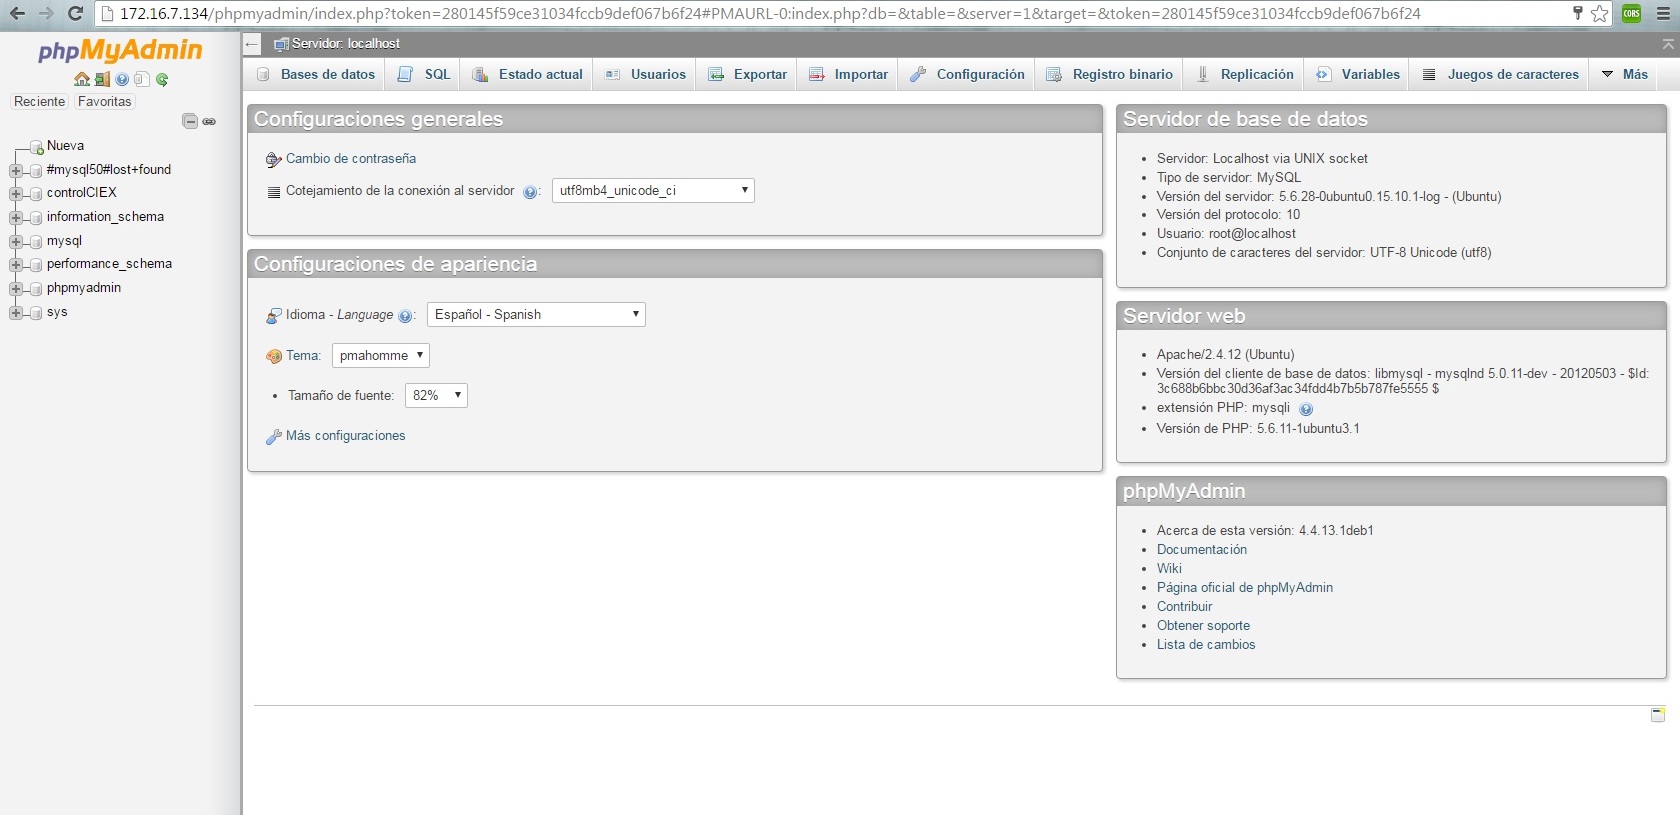 172.16.7.134/phpmyadmin/index.php?token=280145f59ce31034fccb9def067b6f24#PMAURL-0:index.php?db=&table=&server=1&target=&token=280145f59ce31034fccb9def067b6f24
CORS
phpMyAdmin
Reciente Favoritas
Nueva
#mysql50#lost+found
controlCIEX
information_schema
mysql
performance_schema
phpmyadmin
sys
Servidor: localhost
Bases de datos SQL Estado actual Usuarios Exportar Importar Configuración Registro binario Replicación Variables Juegos de caracteres Más
Configuraciones generales
Cambio de contraseña
Cotejamiento de la conexión al servidor : utf8mb4_unicode_ci
Configuraciones de apariencia
Idioma - Language : Español - Spanish
Tema: pmahomme
Tamaño de fuente: 82%
Más configuraciones
Servidor de base de datos
Servidor: Localhost via UNIX socket
Tipo de servidor: MySQL
Versión del servidor: 5.6.28-0ubuntu0.15.10.1-log - (Ubuntu)
Versión del protocolo: 10
Usuario: root@localhost
Conjunto de caracteres del servidor: UTF-8 Unicode (utf8)
Servidor web
Apache/2.4.12 (Ubuntu)
Versión del cliente de base de datos: libmysql - mysqlnd 5.0.11-dev - 20120503 - $Id:
3c688b6bbc30d36af3ac34fdd4b7b5b787fe5555 $
extensión PHP: mysqli
Versión de PHP: 5.6.11-1ubuntu3.1
phpMyAdmin
Acerca de esta versión: 4.4.13.1deb1
Documentación
Wiki
Página oficial de phpMyAdmin
Contribuir
Obtener soporte
Lista de cambios